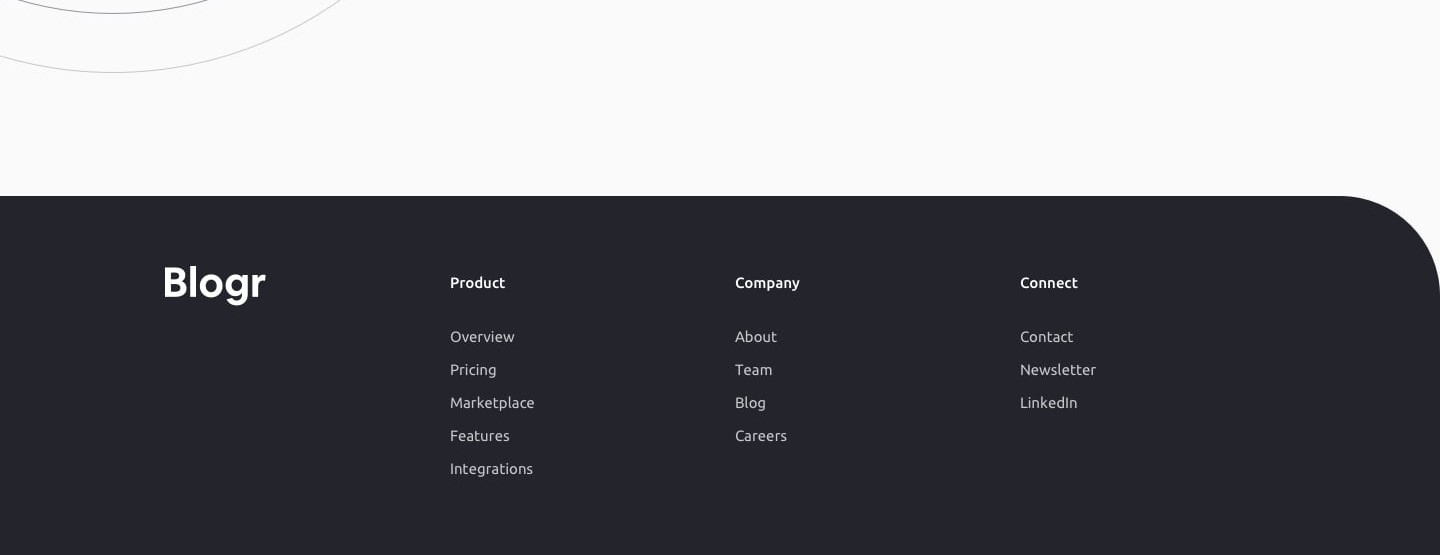 Blogr
Product
Overview
Pricing
Marketplace
Features
Integrations
Company
About
Team
Blog
Careers
Connect
Contact
Newsletter
LinkedIn